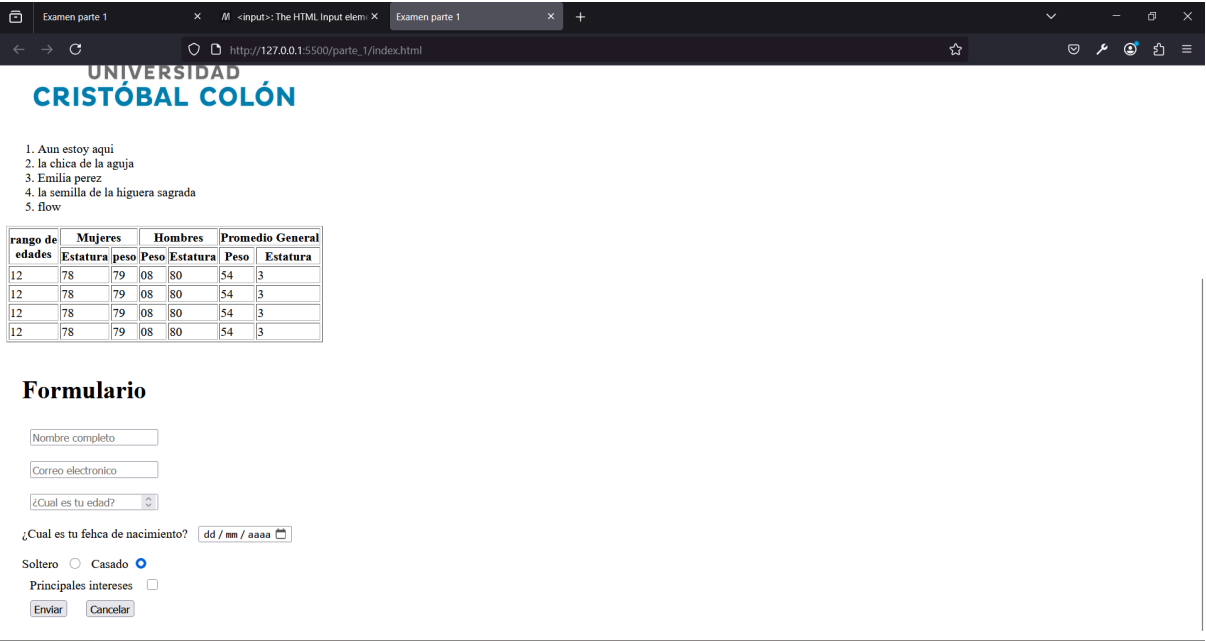 Examen parte 1
<input>: The HTML Input elem
Examen parte 1
http://127.0.0.1:5500/parte_1/index.html
UNIVERSIDAD
CRISTÓBAL COLÓN
1. Aun estoy aqui
2. la chica de la aguja
3. Emilia perez
4. la semilla de la higuera sagrada
5. flow
rango de edades Mujeres Hombres Promedio General
Estatura peso Peso Estatura Peso Estatura
12 78 79 08 80 54 3
12 78 79 08 80 54 3
12 78 79 08 80 54 3
12 78 79 08 80 54 3
Formulario
Nombre completo
Correo electronico
¿Cual es tu edad?
¿Cual es tu fehca de nacimiento? dd / mm / aaaa
Soltero Casado
Principales intereses
Enviar Cancelar